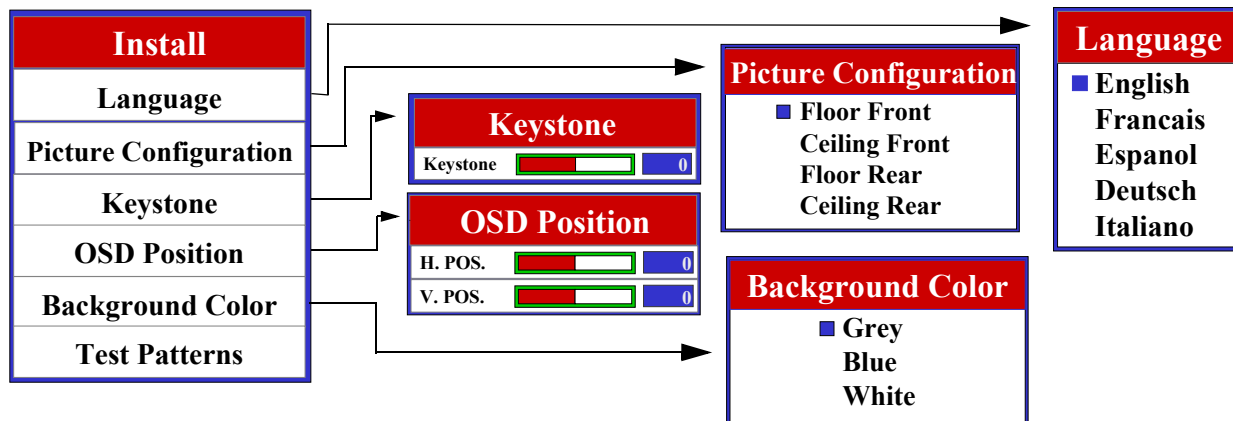 Install
Language
Picture Configuration
Keystone
OSD Position
Background Color
Test Patterns
Keystone
Keystone 0
OSD Position
H. POS. 0
V. POS. 0
Picture Configuration
Floor Front
Ceiling Front
Floor Rear
Ceiling Rear
Background Color
Grey
Blue
White
Language
English
Francais
Espanol
Deutsch
Italiano